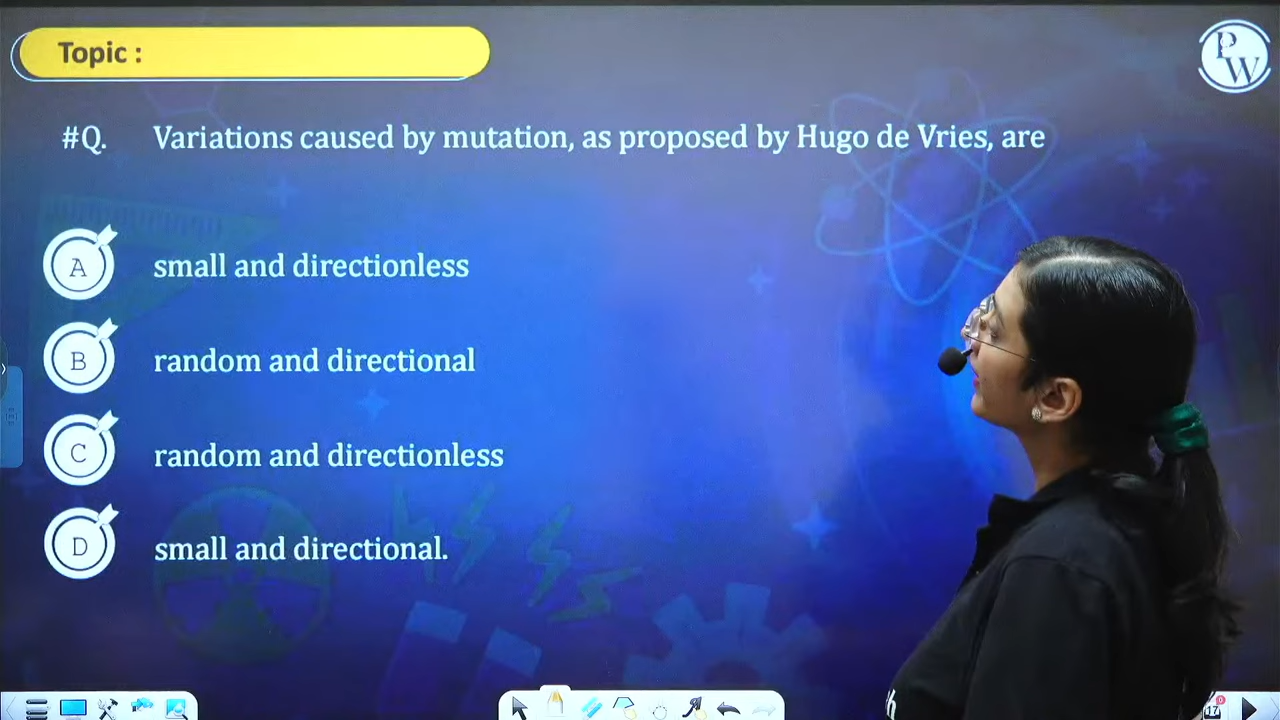 Topic :
PW
#Q. Variations caused by mutation, as proposed by Hugo de Vries, are
A small and directionless
B random and directional
C random and directionless
D small and directional.
17